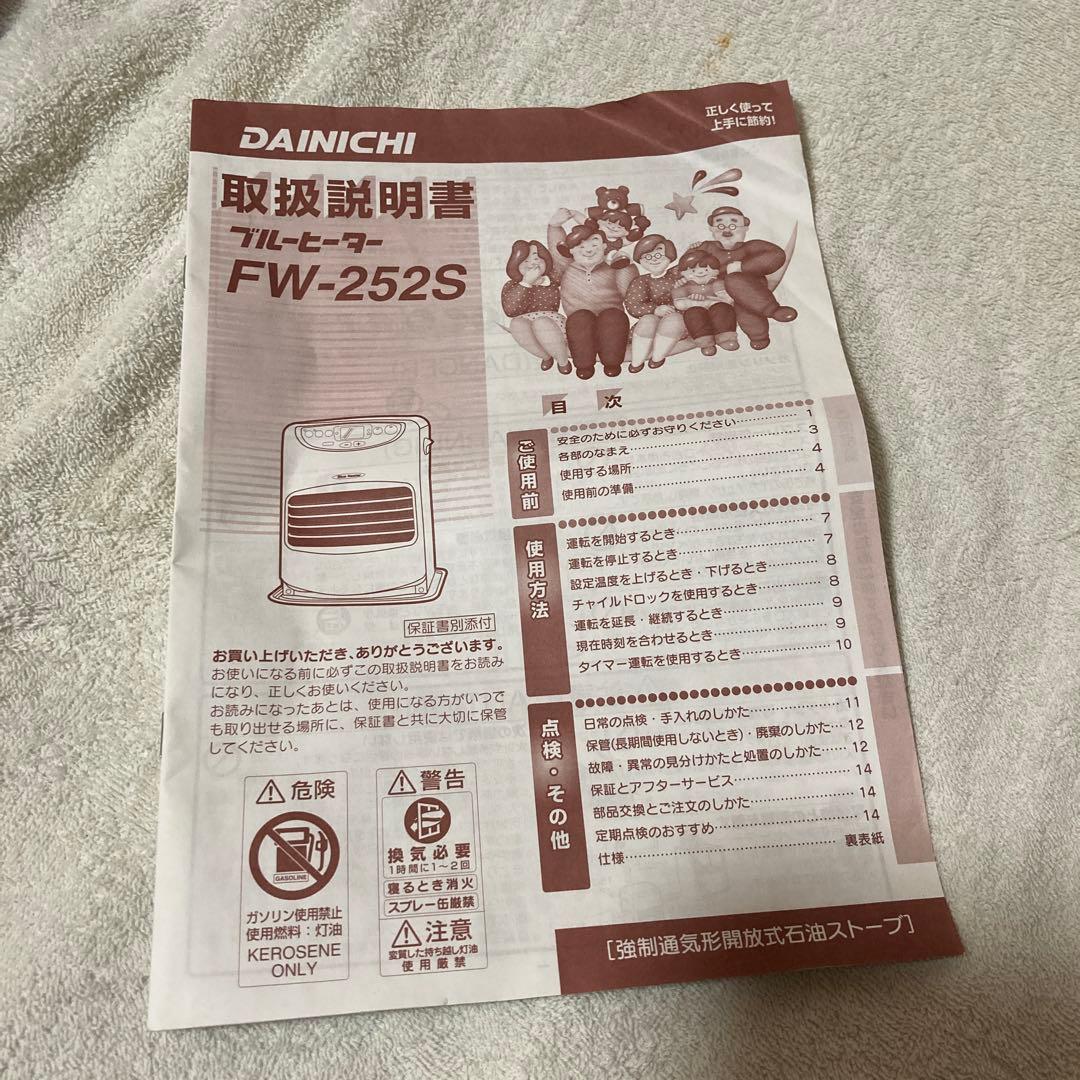 正しく使って
上手に節約!
DAINICHI
取扱説明書
ブルーヒーター
FW-252S
目次
ご使用前
安全のために必ずお守りください……………1
各部のなまえ……………3
使用する場所……………4
使用前の準備……………4
使用方法
運転を開始するとき……………7
運転を停止するとき……………7
設定温度を上げるとき・下げるとき……………8
チャイルドロックを使用するとき……………8
運転を延長・継続するとき……………9
現在時刻を合わせるとき……………9
タイマー運転を使用するとき……………10
点検・その他
日常の点検・手入れのしかた……………11
保管(長期間使用しないとき)・廃棄のしかた…12
故障・異常の見分けかたと処置のしかた……12
保証とアフターサービス……………14
部品交換とご注文のしかた……………14
定期点検のおすすめ……………14
仕様……………裏表紙
保証書別添付
お買い上げいただき、ありがとうございます。
お使いになる前に必ずこの取扱説明書をお読み
になり、正しくお使いください。
お読みになったあとは、使用になる方がいつで
も取り出せる場所に、保証書と共に大切に保管
してください。
危険
GASOLINE
ガソリン使用禁止
使用燃料:灯油
KEROSENE
ONLY
警告
換気必要
1時間に1〜2回
寝るとき消火
スプレー缶厳禁
注意
変質した持ち越し灯油
使用厳禁
[強制通気形開放式石油ストーブ]